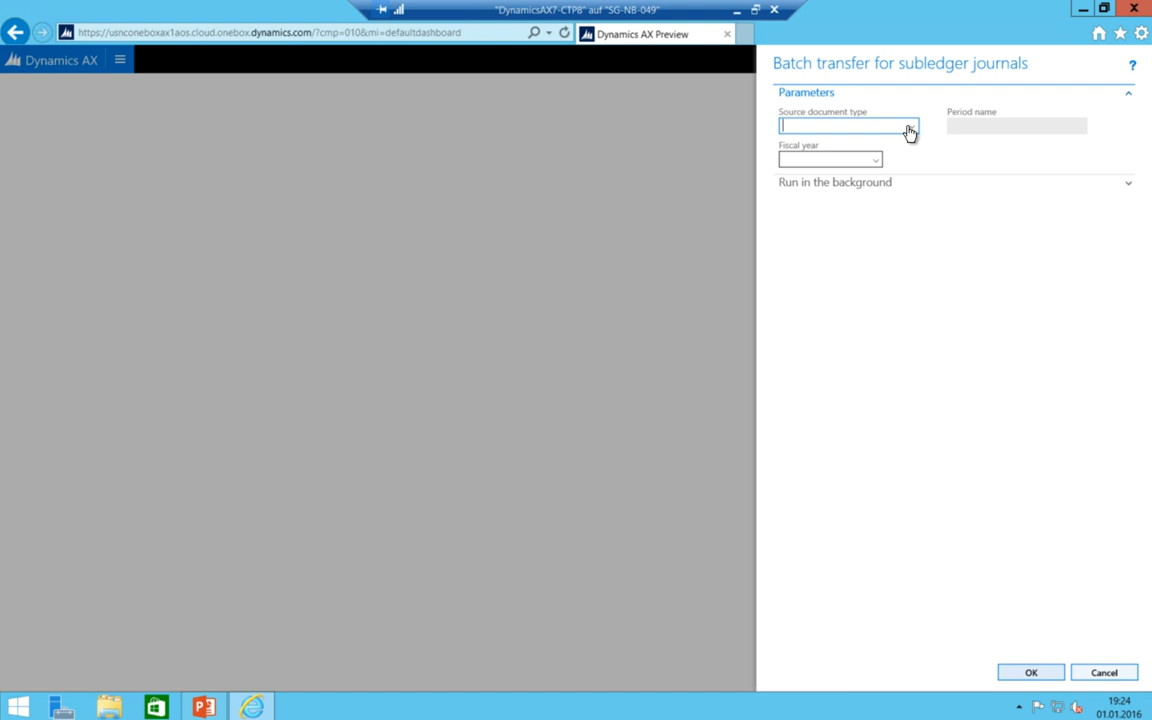 "DynamicsAX7-CTP8" auf "SG-NB-049"
https://usnconeboxax1aos.cloud.onebox.dynamics.com/?cmp=010&mi=defaultdashboard
Dynamics AX Preview
Dynamics AX
Batch transfer for subledger journals
?
Parameters
Source document type
Period name
Fiscal year
Run in the background
OK
Cancel
19:24
01.01.2016